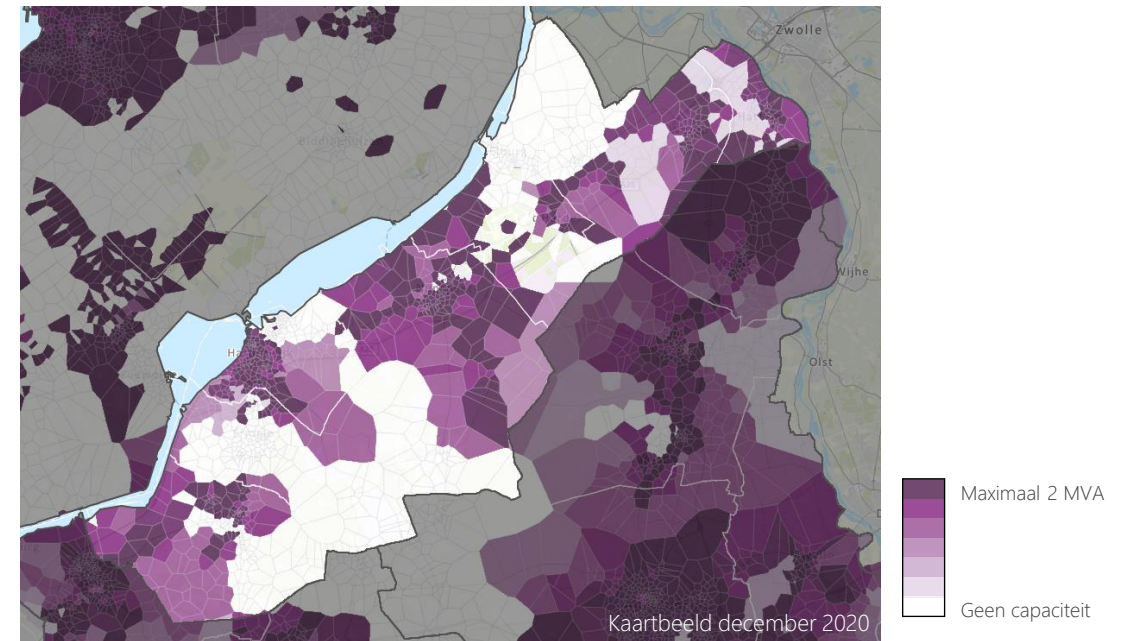 Zwolle
Wijhe
Olst
Maximaal 2 MVA
Geen capaciteit
Kaartbeeld december 2020